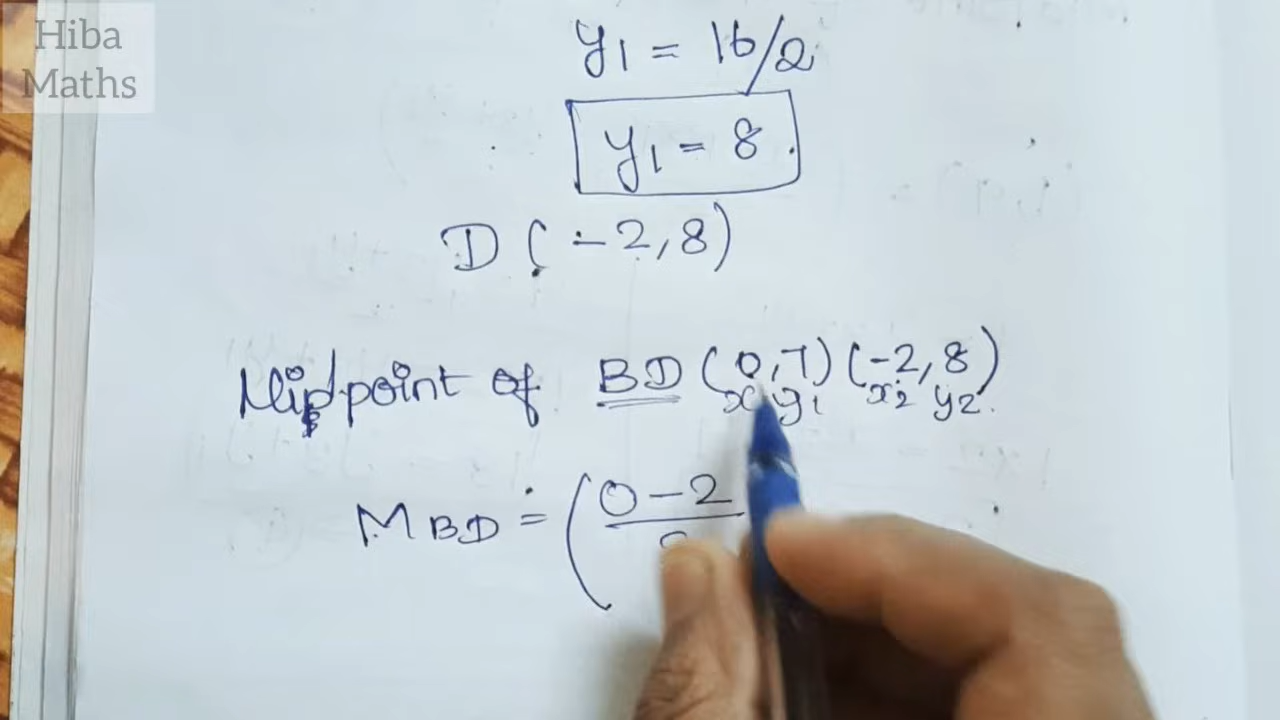 Hiba
Maths
y1 = 16/2
y1 = 8
D (-2, 8)
Midpoint of BD (0, 7) (-2, 8)
x1 y1 x2 y2
MBD = ( 0 - 2